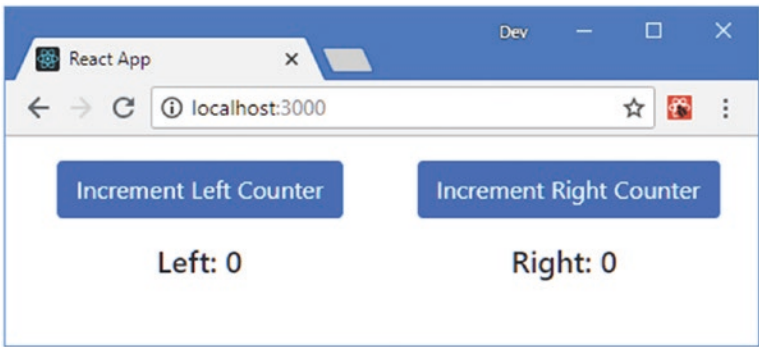 Dev
React App
localhost:3000
Increment Left Counter
Increment Right Counter
Left: 0
Right: 0